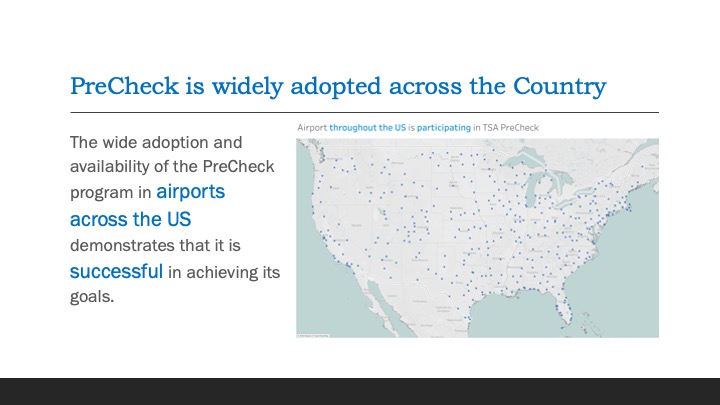 PreCheck is widely adopted across the Country
Airport throughout the US is participating in TSA PreCheck
The wide adoption and
availability of the PreCheck
program in airports
across the US
demonstrates that it is
successful in achieving its
goals.